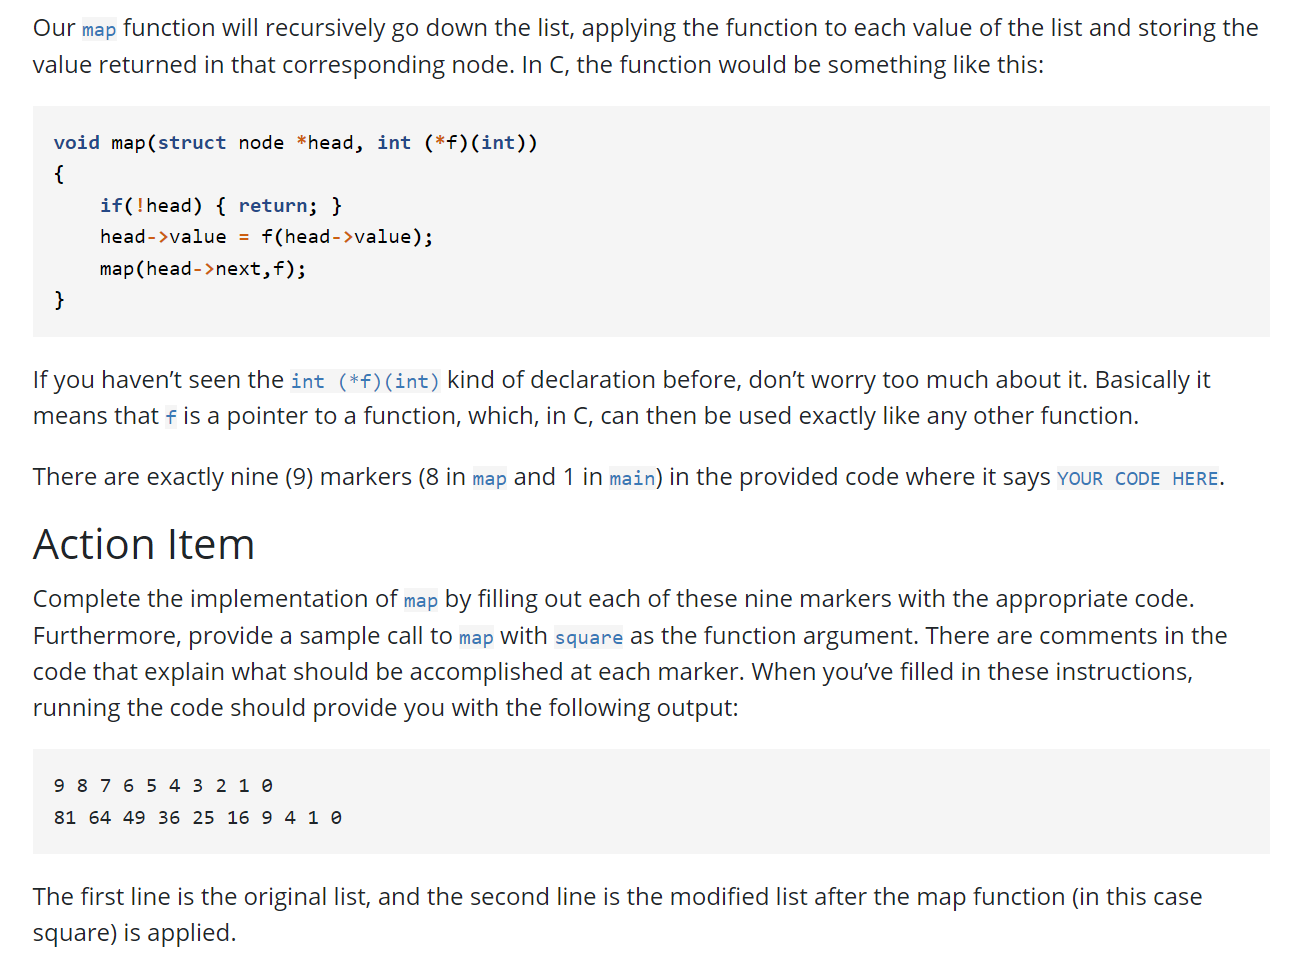 Our map function will recursively go down the list, applying the function to each value of the list and storing the
value returned in that corresponding node. In C, the function would be something like this:
void map(struct node *head, int (*f)(int))
{
    if(!head) { return; }
    head->value = f(head->value);
    map(head->next,f);
}
If you haven’t seen the int (*f)(int) kind of declaration before, don’t worry too much about it. Basically it
means that f is a pointer to a function, which, in C, can then be used exactly like any other function.
There are exactly nine (9) markers (8 in map and 1 in main) in the provided code where it says YOUR CODE HERE.
Action Item
Complete the implementation of map by filling out each of these nine markers with the appropriate code.
Furthermore, provide a sample call to map with square as the function argument. There are comments in the
code that explain what should be accomplished at each marker. When you’ve filled in these instructions,
running the code should provide you with the following output:
9 8 7 6 5 4 3 2 1 0
81 64 49 36 25 16 9 4 1 0
The first line is the original list, and the second line is the modified list after the map function (in this case
square) is applied.